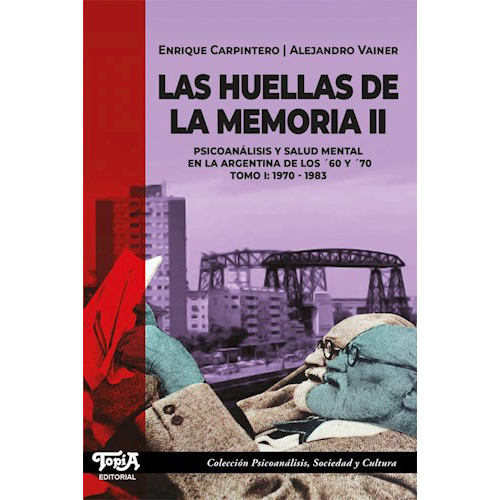 ENRIQUE CARPINTERO | ALEJANDRO VAINER
LAS HUELLAS DE
LA MEMORIA II
PSICOANÁLISIS Y SALUD MENTAL
EN LA ARGENTINA DE LOS ´60 Y ´70
TOMO I: 1970 - 1983
TOPÍA
EDITORIAL
Colección Psicoanálisis, Sociedad y Cultura